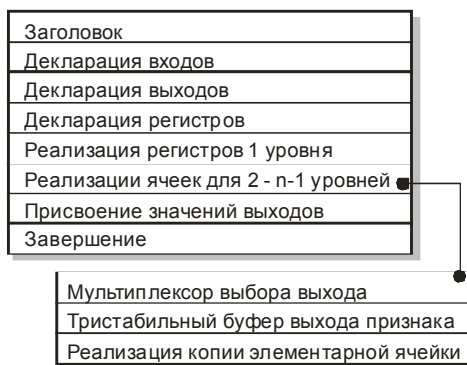 Заголовок
Декларация входов
Декларация выходов
Декларация регистров
Реализация регистров 1 уровня
Реализации ячеек для 2 - n-1 уровней
Присвоение значений выходов
Завершение
Мультиплексор выбора выхода
Тристабильный буфер выхода признака
Реализация копии элементарной ячейки